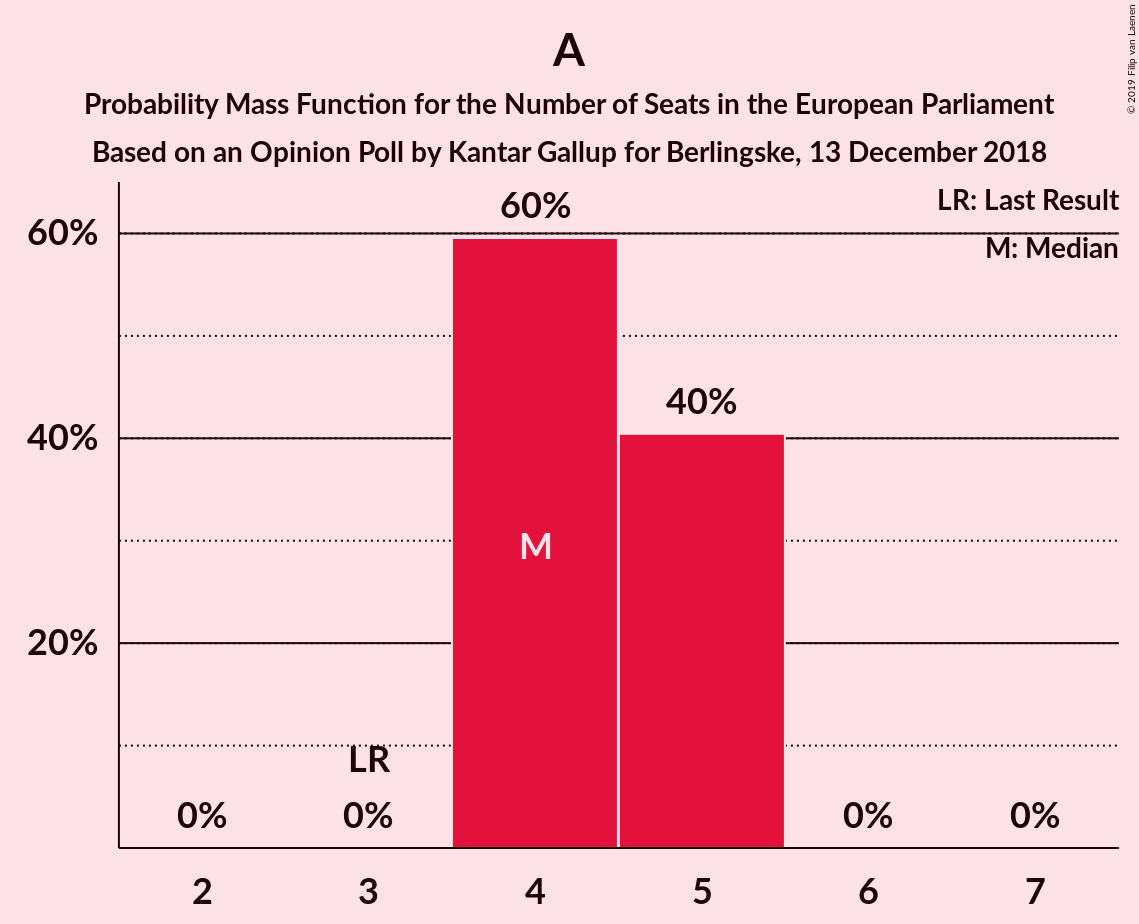 A
Probability Mass Function for the Number of Seats in the European Parliament
Based on an Opinion Poll by Kantar Gallup for Berlingske, 13 December 2018
© 2019 Filip van Laenen
LR: Last Result
M: Median
60%
40%
20%
60%
40%
M
LR
0%
0%
0%
0%
2 3 4 5 6 7